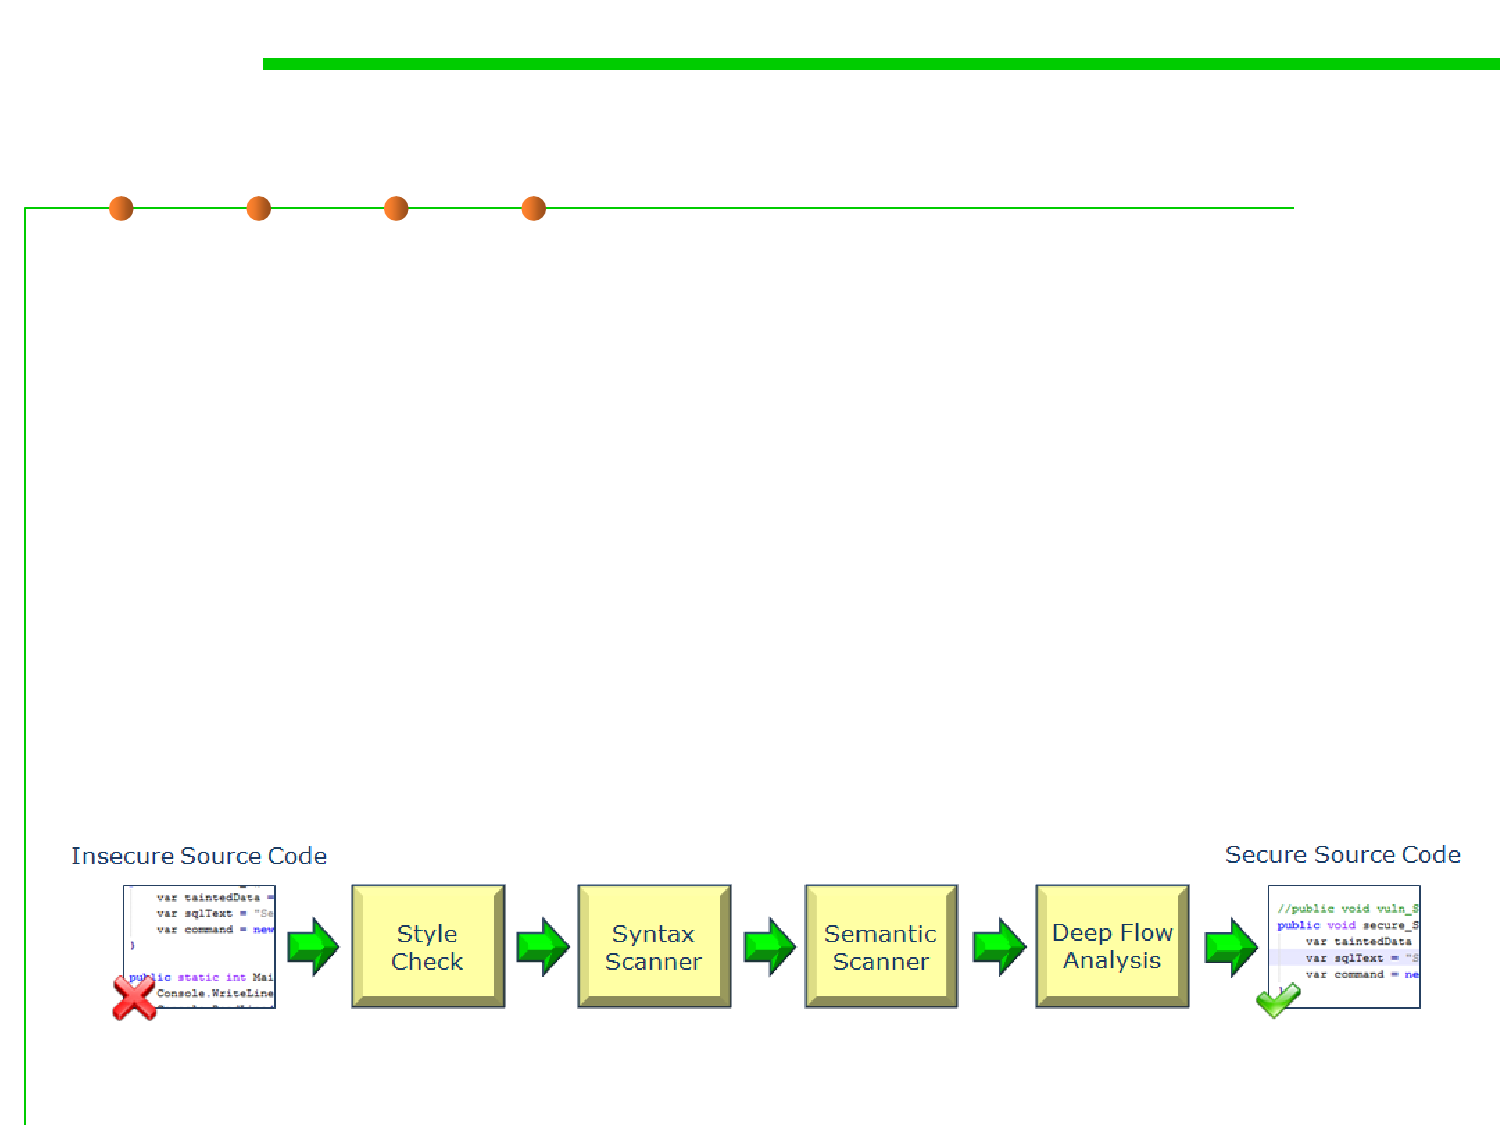 Insecure Source Code
Secure Source Code
var taintedData =
var sqlText = "Se
var command = new
}
public static int Mai
Console.WriteLine
Style
Check
Syntax
Scanner
Semantic
Scanner
Deep Flow
Analysis
//public void vuln_S
public void secure_S
var taintedData
var sqlText = "S
var command = ne